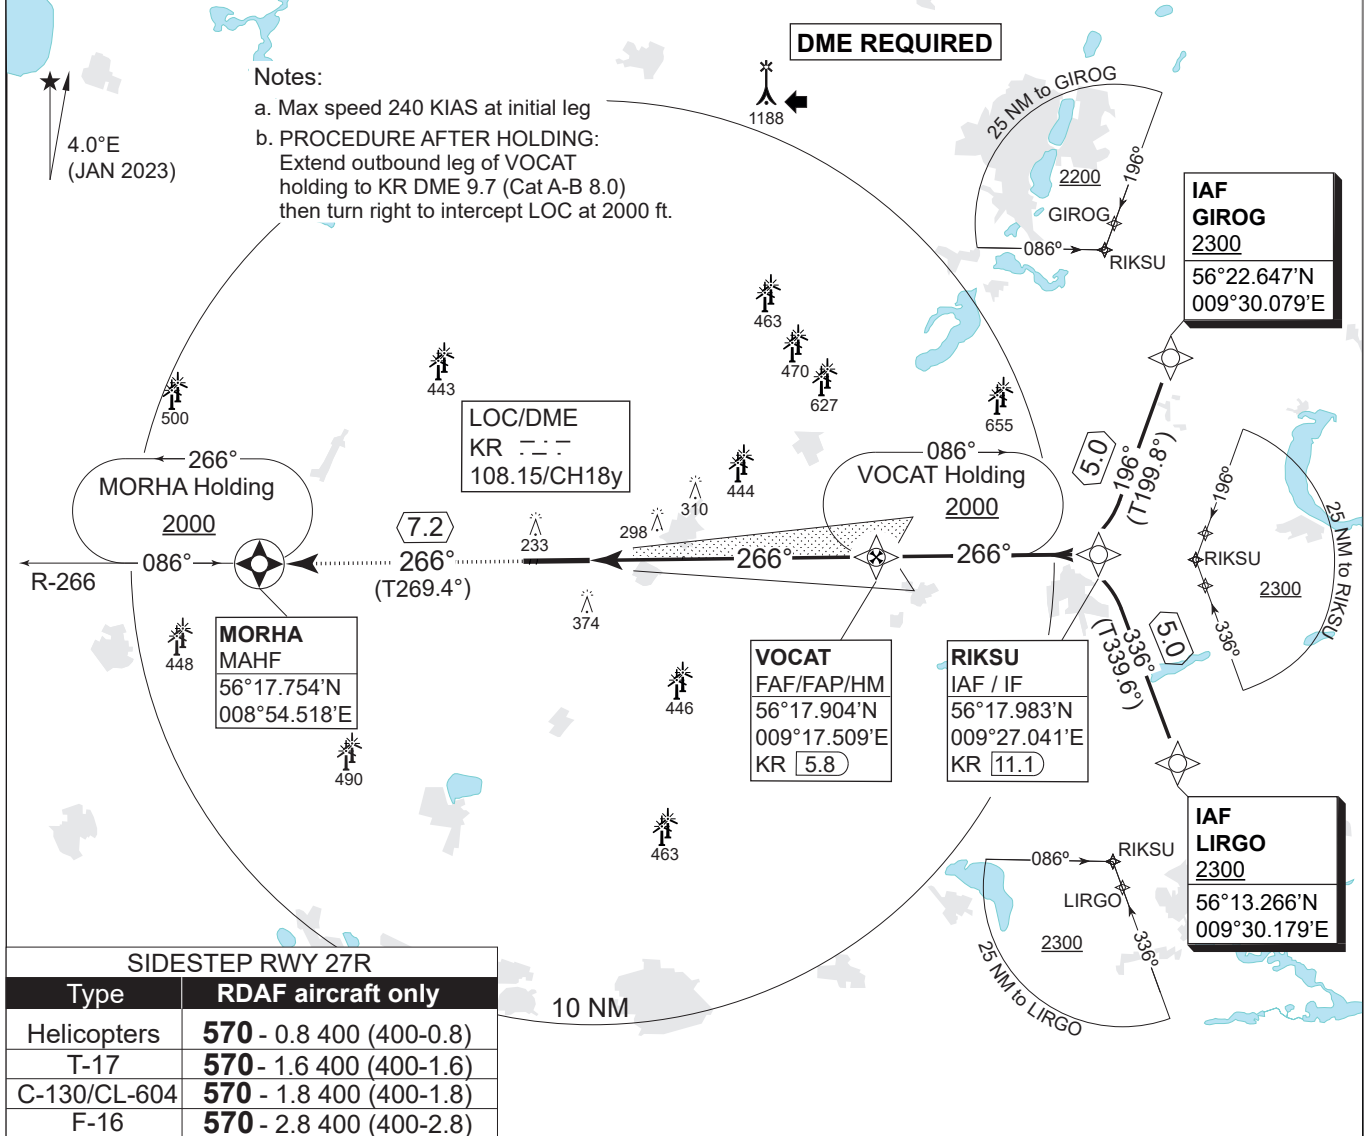 DME REQUIRED
Notes:
a. Max speed 240 KIAS at initial leg
b. PROCEDURE AFTER HOLDING:
Extend outbound leg of VOCAT
holding to KR DME 9.7 (Cat A-B 8.0)
then turn right to intercept LOC at 2000 ft.
4.0°E
(JAN 2023)
1188
25 NM to GIROG
196°
2200
GIROG
086°
RIKSU
IAF
GIROG
2300
56°22.647'N
009°30.079'E
463
470
627
443
500
655
LOC/DME
KR
108.15/CH18y
444
310
298
233
374
266°
MORHA Holding
2000
086°
R-266
7.2
266°
(T269.4°)
266°
086°
VOCAT Holding
2000
266°
5.0
196°
(T199.8°)
196°
RIKSU
2300
336°
25 NM to RIKSU
5.0
336°
(T339.6°)
MORHA
MAHF
56°17.754'N
008°54.518'E
448
490
446
463
VOCAT
FAF/FAP/HM
56°17.904'N
009°17.509'E
KR 5.8
RIKSU
IAF / IF
56°17.983'N
009°27.041'E
KR 11.1
IAF
LIRGO
2300
56°13.266'N
009°30.179'E
086°
RIKSU
LIRGO
2300
336°
25 NM to LIRGO
10 NM
SIDESTEP RWY 27R
Type RDAF aircraft only
Helicopters 570 - 0.8 400 (400-0.8)
T-17 570 - 1.6 400 (400-1.6)
C-130/CL-604 570 - 1.8 400 (400-1.8)
F-16 570 - 2.8 400 (400-2.8)